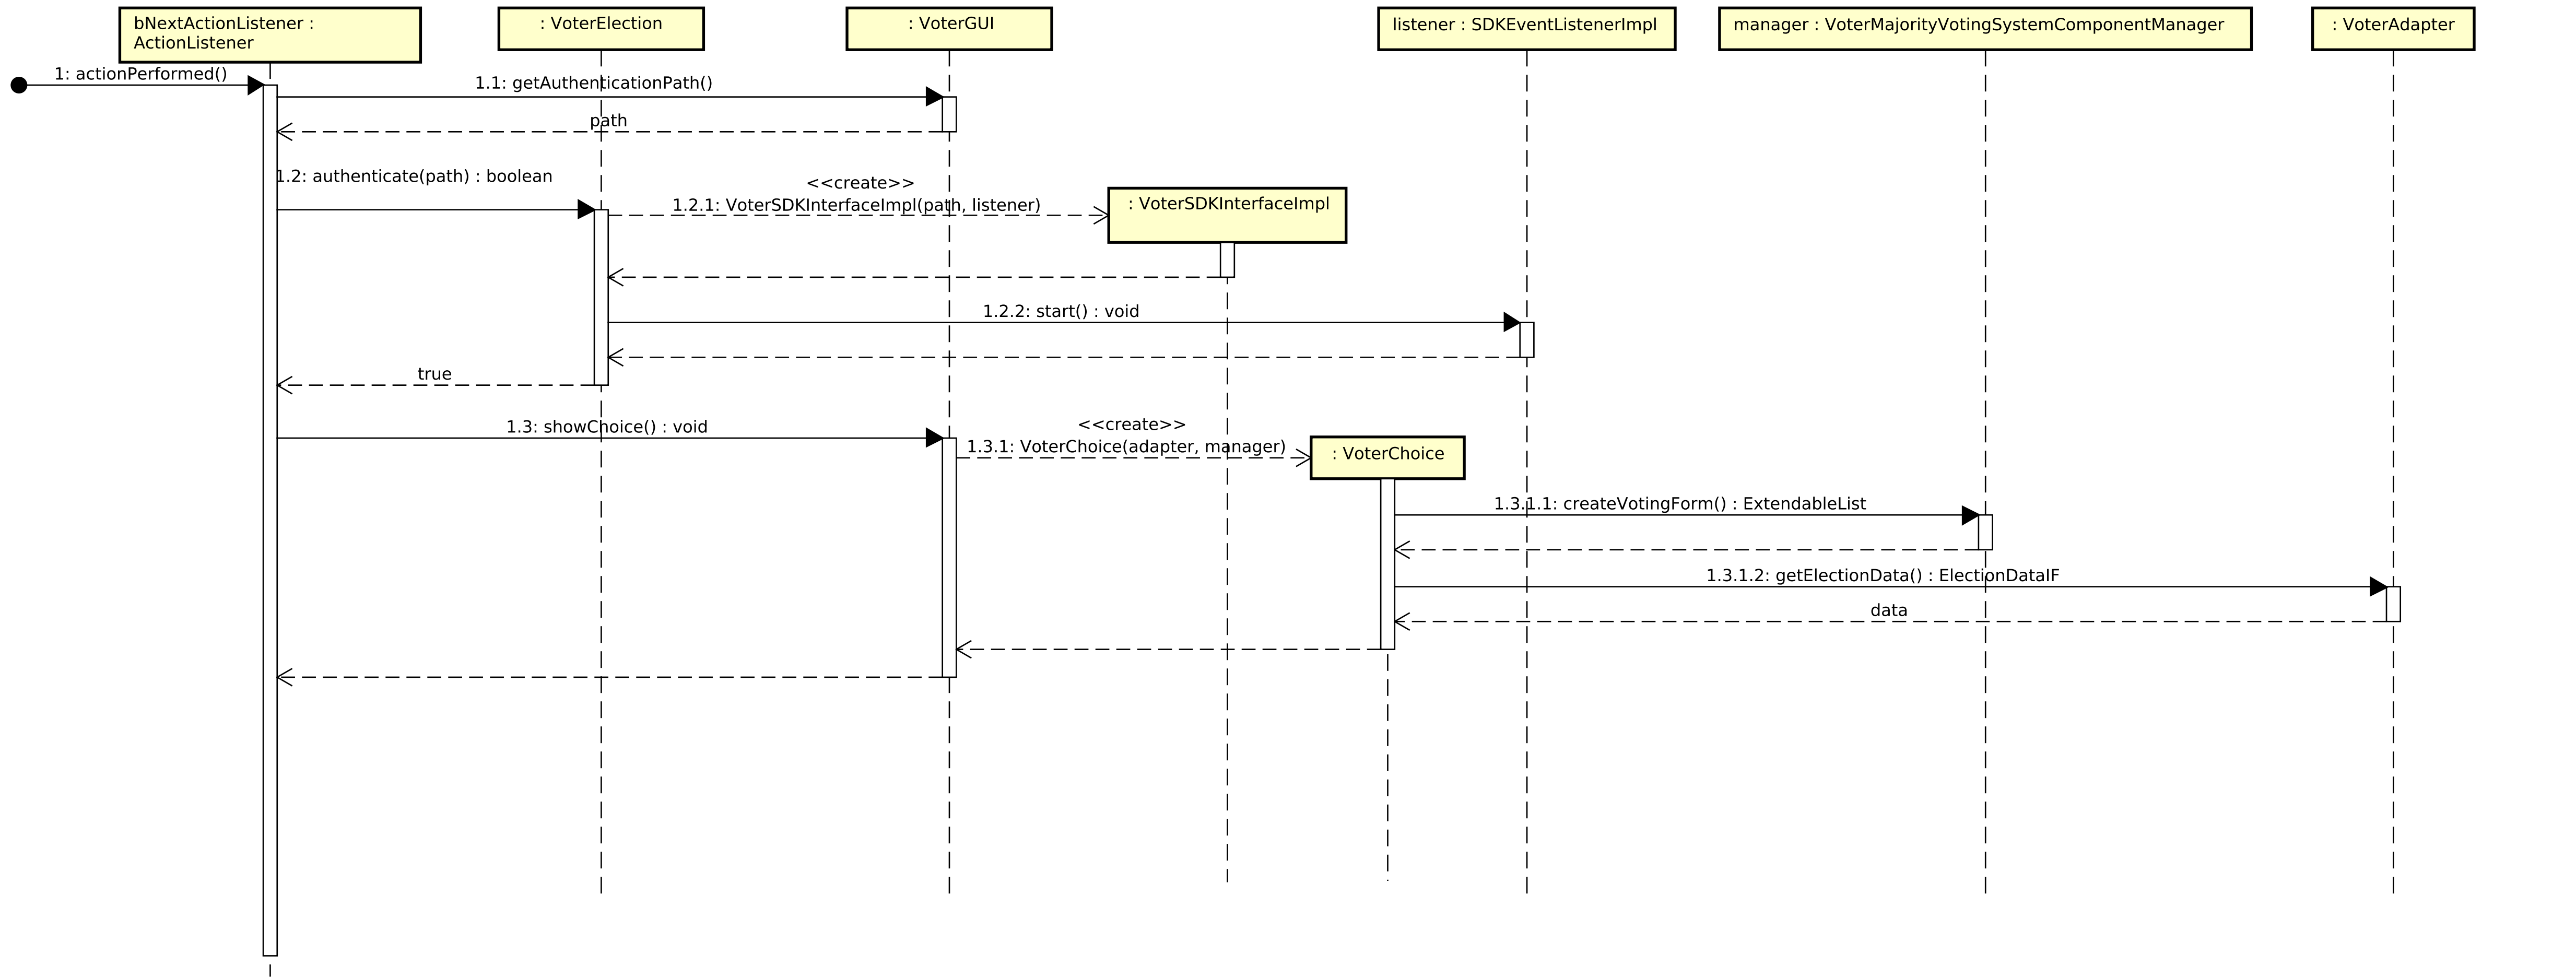 bNextActionListener :
ActionListener
: VoterElection
: VoterGUI
listener : SDKEventListenerImpl
manager : VoterMajorityVotingSystemComponentManager
: VoterAdapter
1: actionPerformed()
1.1: getAuthenticationPath()
path
1.2: authenticate(path) : boolean
<<create>>
1.2.1: VoterSDKInterfaceImpl(path, listener)
: VoterSDKInterfaceImpl
1.2.2: start() : void
true
1.3: showChoice() : void
<<create>>
1.3.1: VoterChoice(adapter, manager)
: VoterChoice
1.3.1.1: createVotingForm() : ExtendableList
1.3.1.2: getElectionData() : ElectionDataIF
data